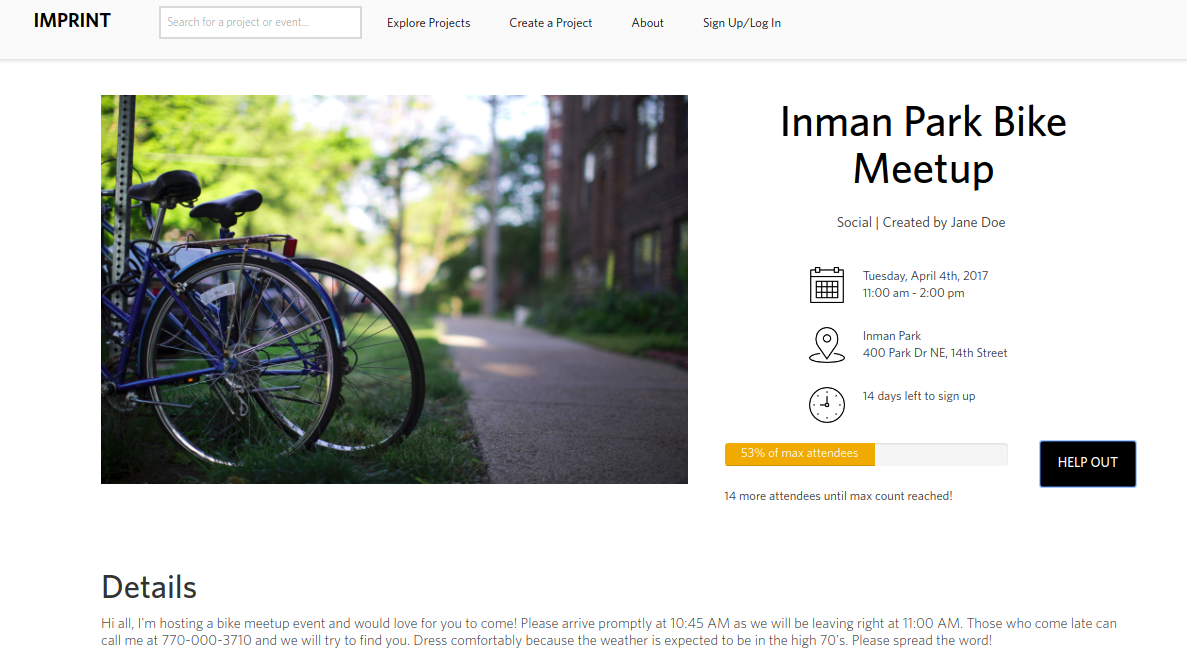 IMPRINT
Search for a project or event...
Explore Projects
Create a Project
About
Sign Up/Log In
Inman Park Bike
Meetup
Social | Created by Jane Doe
Tuesday, April 4th, 2017
11:00 am - 2:00 pm
Inman Park
400 Park Dr NE, 14th Street
14 days left to sign up
53% of max attendees
HELP OUT
14 more attendees until max count reached!
Details
Hi all, I'm hosting a bike meetup event and would love for you to come! Please arrive promptly at 10:45 AM as we will be leaving right at 11:00 AM. Those who come late can
call me at 770-000-3710 and we will try to find you. Dress comfortably because the weather is expected to be in the high 70's. Please spread the word!